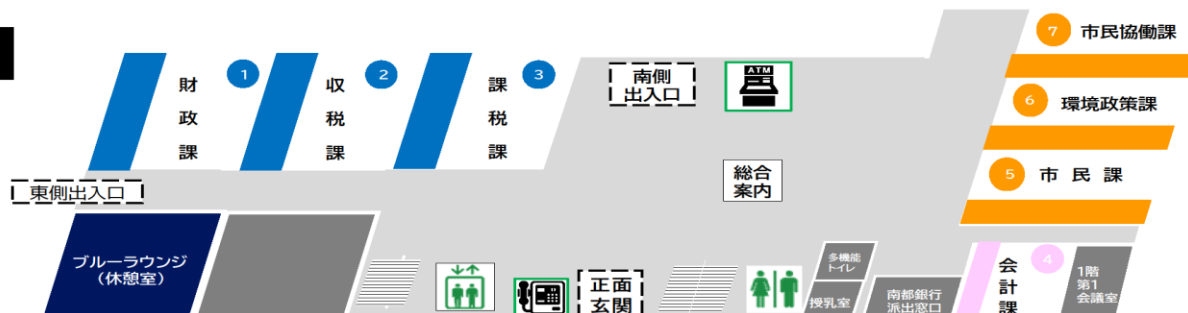 7 市民協働課
財政課
1
収税課
2
課税課
3
南側
出入口
ATM
6 環境政策課
総合
案内
5 市民課
東側出入口
ブルーラウンジ
(休憩室)
正面
玄関
多機能
トイレ
授乳室
南都銀行
派出窓口
会計課
4
1階
第1
会議室